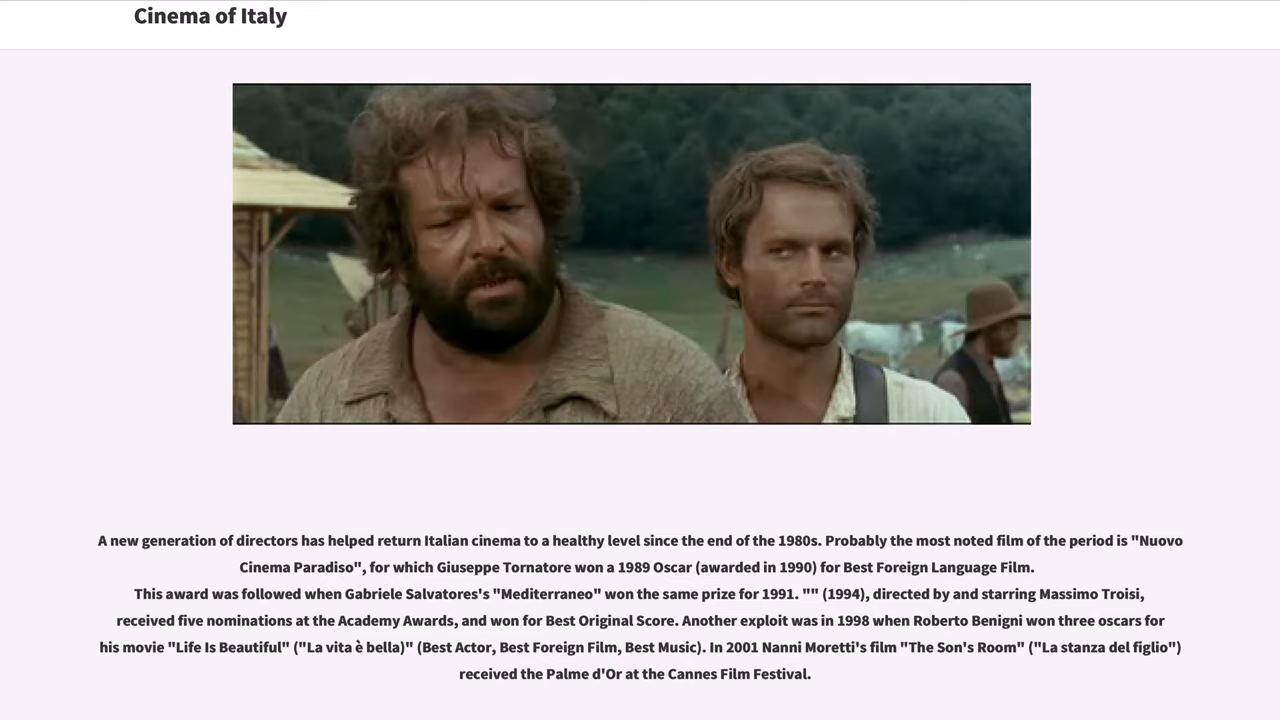 Cinema of Italy
A new generation of directors has helped return Italian cinema to a healthy level since the end of the 1980s. Probably the most noted film of the period is "Nuovo
Cinema Paradiso", for which Giuseppe Tornatore won a 1989 Oscar (awarded in 1990) for Best Foreign Language Film.
This award was followed when Gabriele Salvatores's "Mediterraneo" won the same prize for 1991. "" (1994), directed by and starring Massimo Troisi,
received five nominations at the Academy Awards, and won for Best Original Score. Another exploit was in 1998 when Roberto Benigni won three oscars for
his movie "Life Is Beautiful" ("La vita è bella)" (Best Actor, Best Foreign Film, Best Music). In 2001 Nanni Moretti's film "The Son's Room" ("La stanza del figlio")
received the Palme d'Or at the Cannes Film Festival.